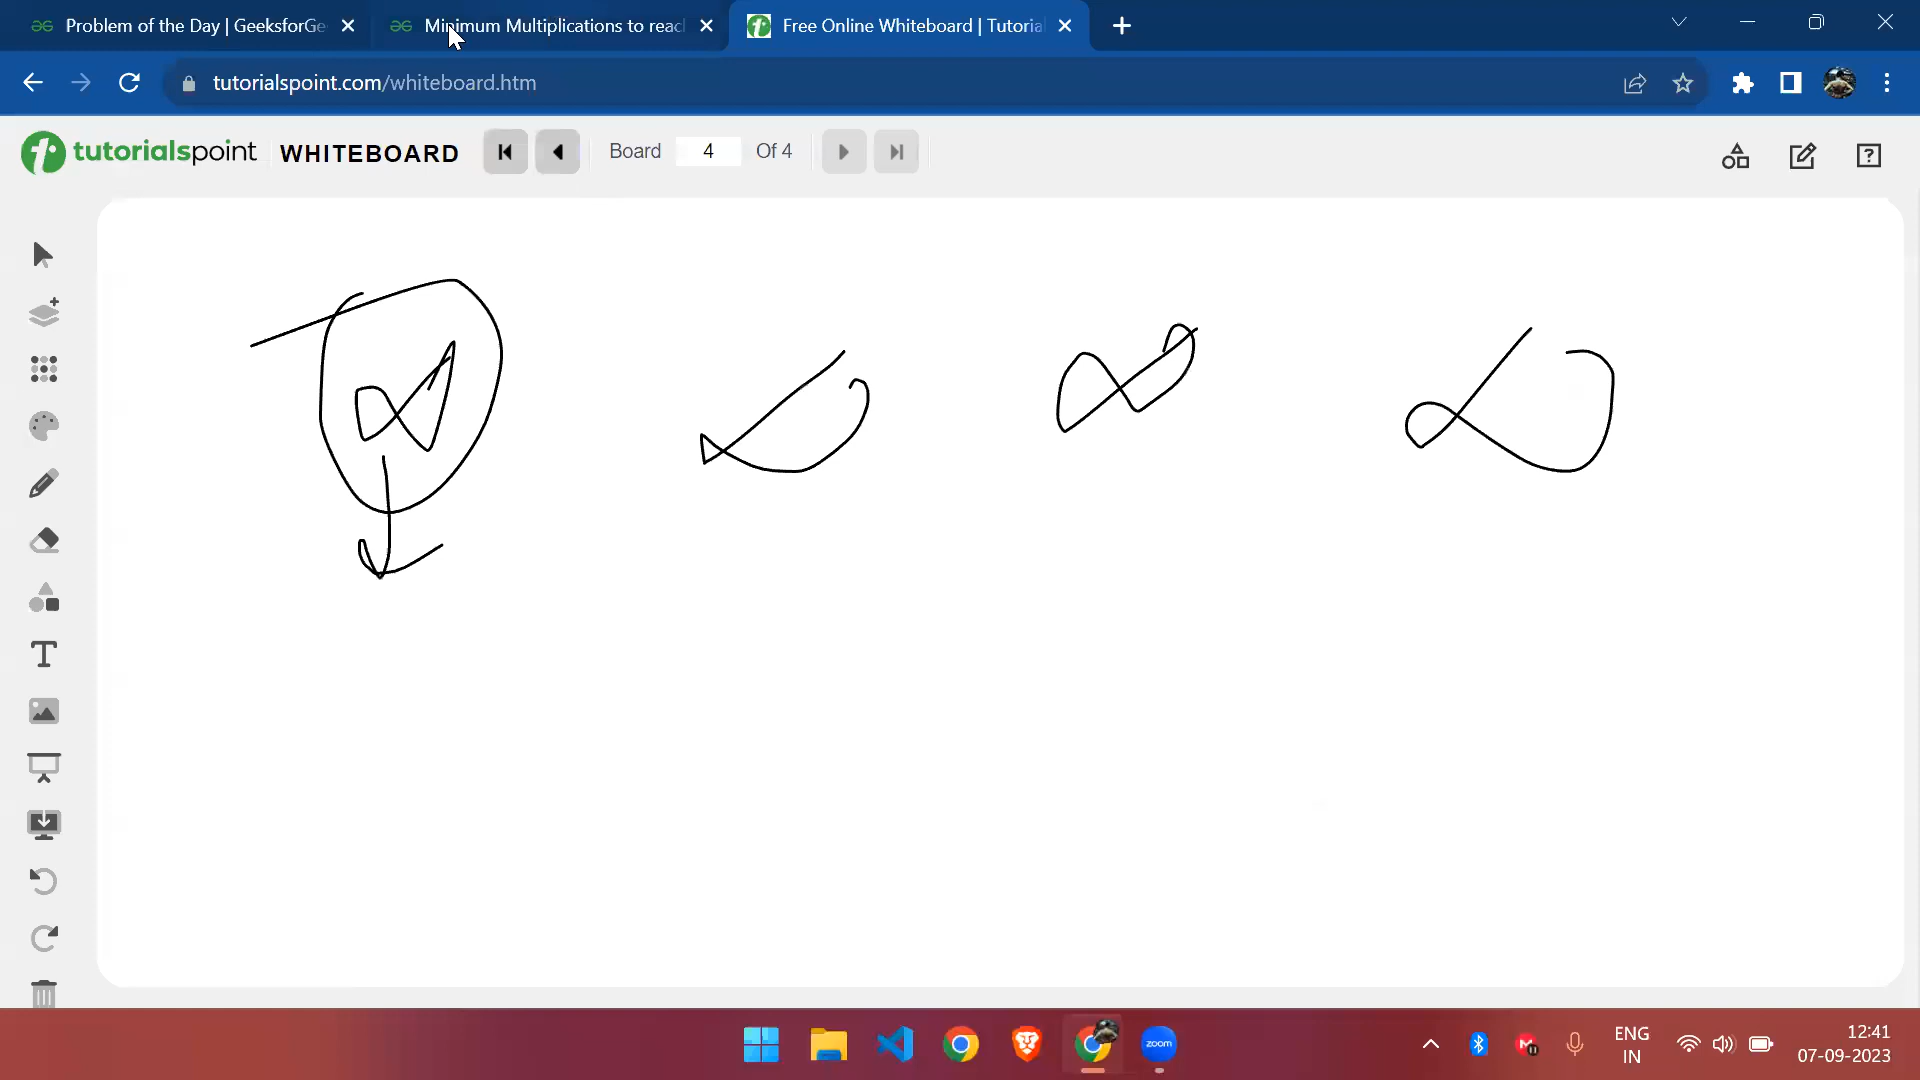 Problem of the Day | GeeksforGe
Minimum Multiplications to reac
Free Online Whiteboard | Tutoria
tutorialspoint.com/whiteboard.htm
tutorialspoint WHITEBOARD Board 4 Of 4
T
zoom
ENG
IN
12:41
07-09-2023